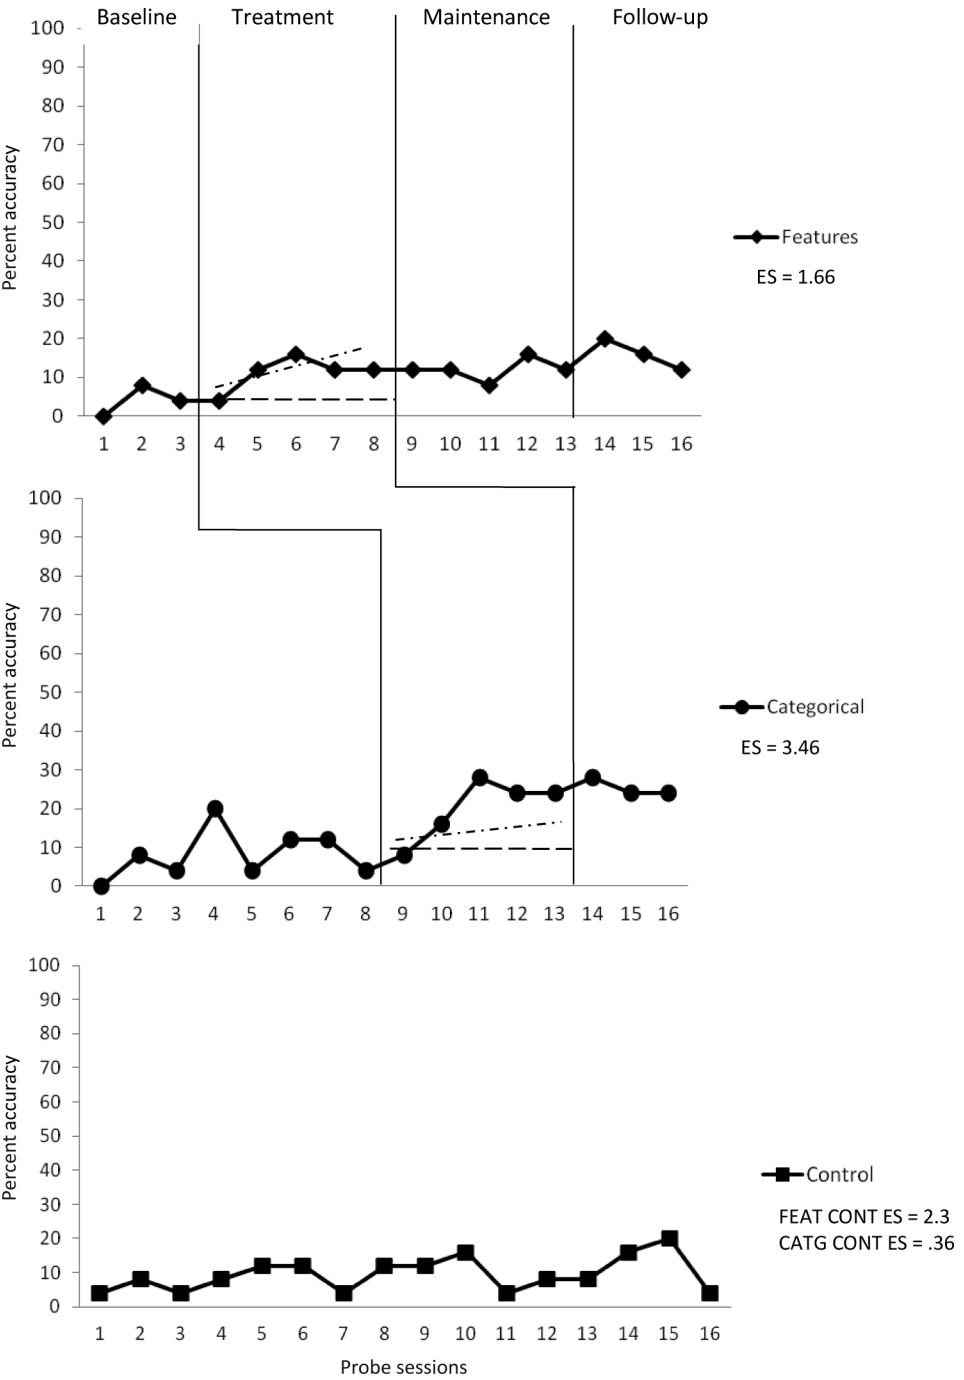 Baseline Treatment Maintenance Follow-up
100
90
80
70
60
50
40
30
20
10
0
Percent accuracy
1 2 3 4 5 6 7 8 9 10 11 12 13 14 15 16
Features
ES = 1.66
100
90
80
70
60
50
40
30
20
10
0
Percent accuracy
1 2 3 4 5 6 7 8 9 10 11 12 13 14 15 16
Categorical
ES = 3.46
100
90
80
70
60
50
40
30
20
10
0
Percent accuracy
1 2 3 4 5 6 7 8 9 10 11 12 13 14 15 16
Probe sessions
Control
FEAT CONT ES = 2.3
CATG CONT ES = .36